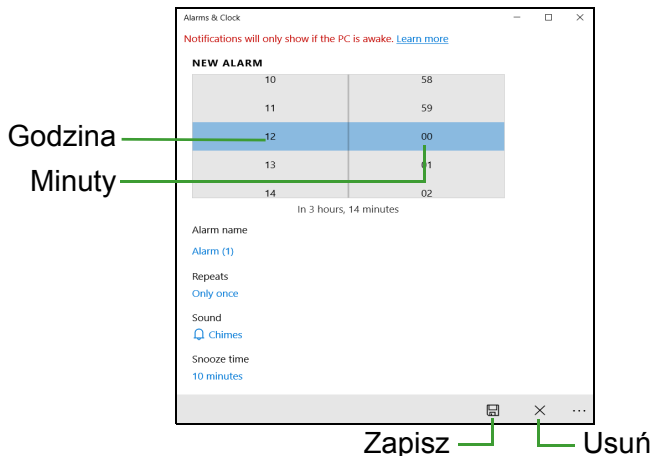 Alarms & Clock
Notifications will only show if the PC is awake. Learn more
NEW ALARM
10 58
11 59
Godzina 12 00
Minuty 13 01
14 02
In 3 hours, 14 minutes
Alarm name
Alarm (1)
Repeats
Only once
Sound
Chimes
Snooze time
10 minutes
Zapisz Usuń